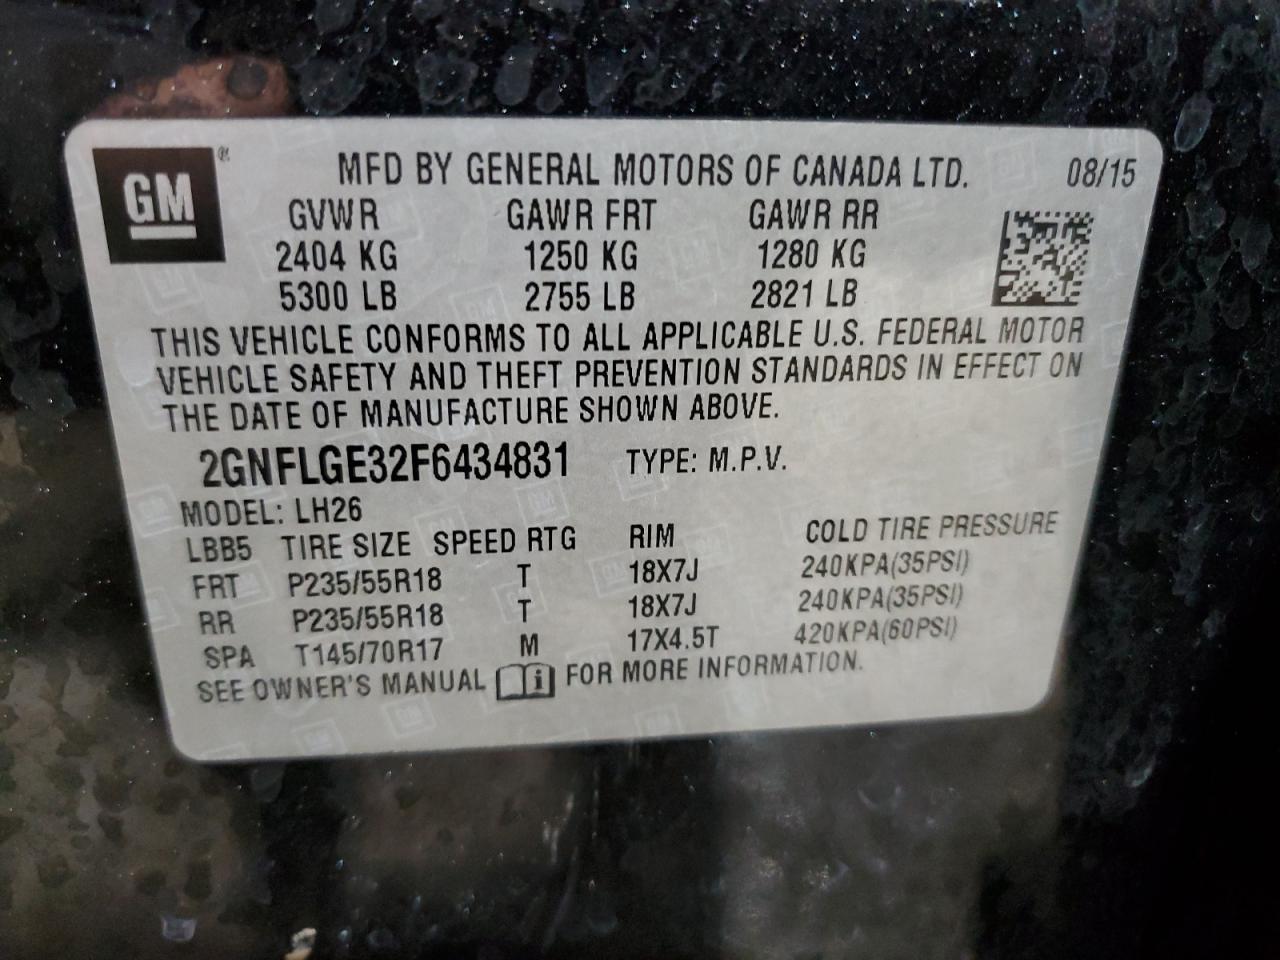 GM ® MFD BY GENERAL MOTORS OF CANADA LTD. 08/15
GVWR GAWR FRT GAWR RR
2404 KG 1250 KG 1280 KG
5300 LB 2755 LB 2821 LB
THIS VEHICLE CONFORMS TO ALL APPLICABLE U.S. FEDERAL MOTOR
VEHICLE SAFETY AND THEFT PREVENTION STANDARDS IN EFFECT ON
THE DATE OF MANUFACTURE SHOWN ABOVE.
2GNFLGE32F6434831 TYPE: M.P.V.
MODEL: LH26
LBB5 TIRE SIZE SPEED RTG RIM COLD TIRE PRESSURE
FRT P235/55R18 T 18X7J 240KPA(35PSI)
RR P235/55R18 T 18X7J 240KPA(35PSI)
SPA T145/70R17 M 17X4.5T 420KPA(60PSI)
SEE OWNER'S MANUAL i FOR MORE INFORMATION.